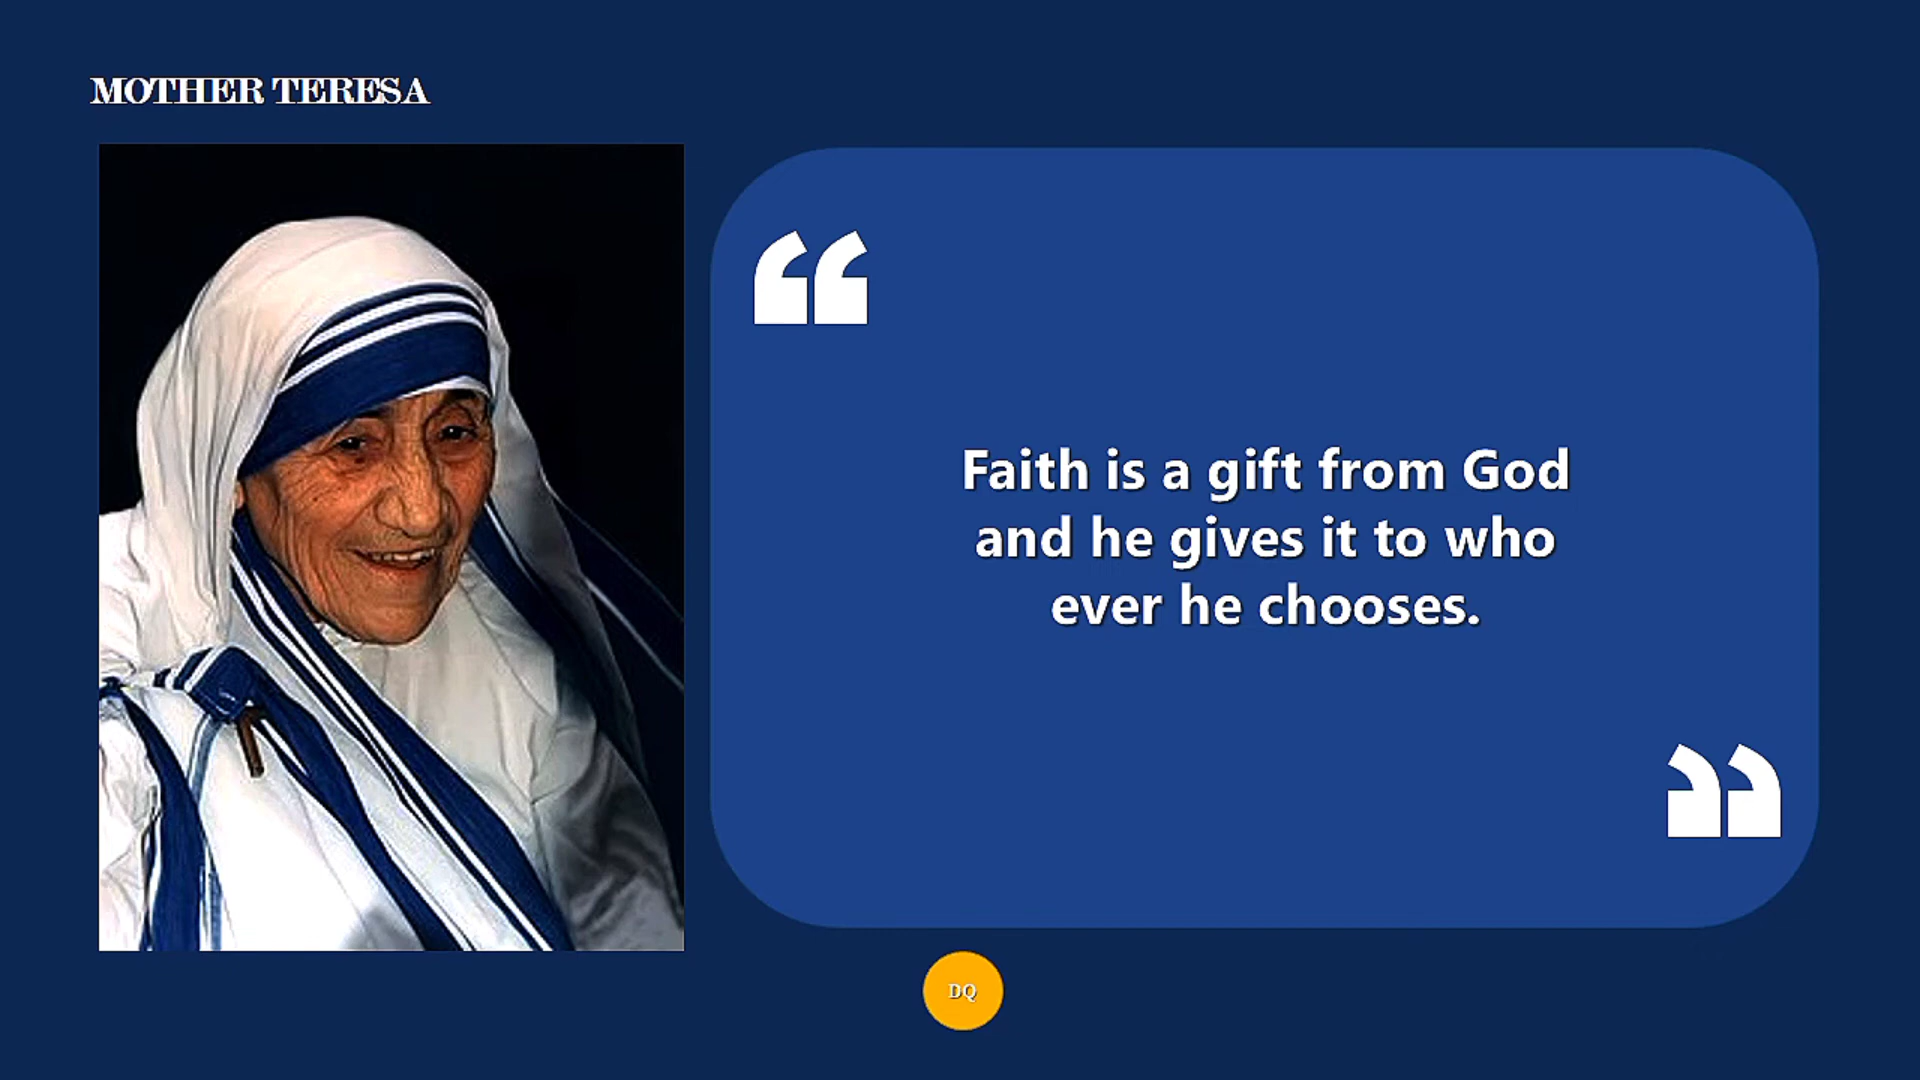 MOTHER TERESA
“
Faith is a gift from God
and he gives it to who
ever he chooses.
”
DQ